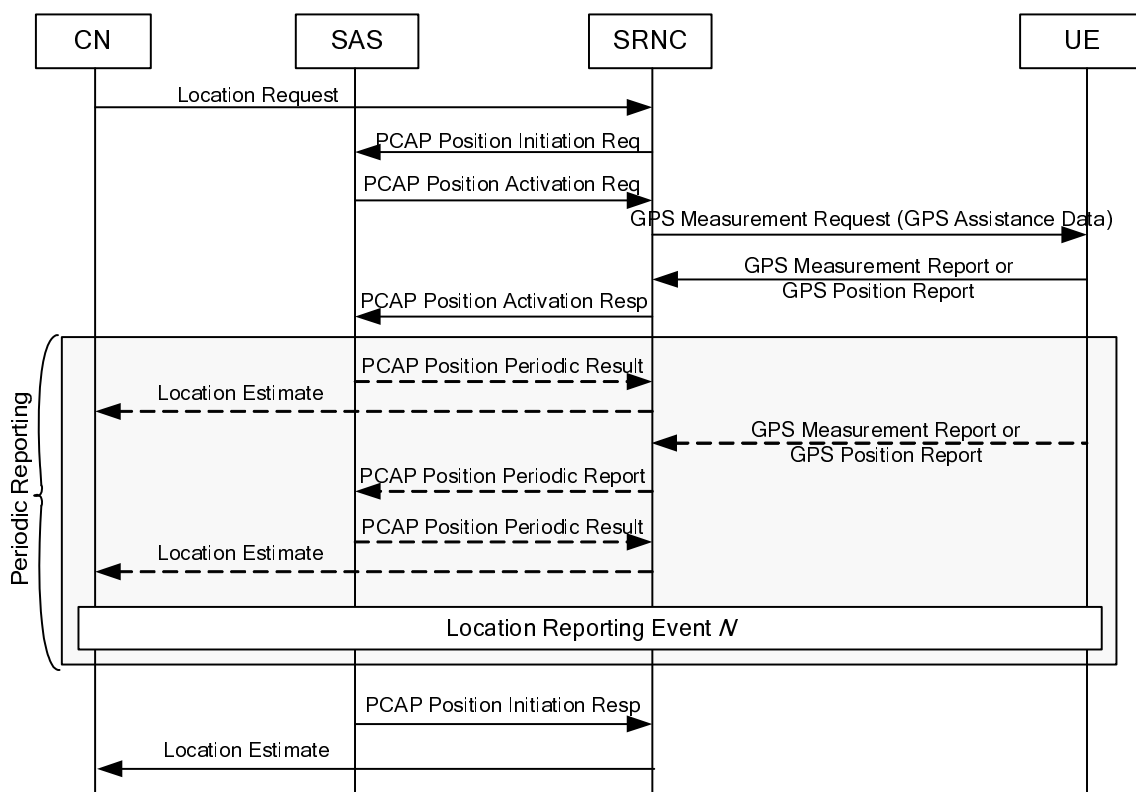 CN
SAS
SRNC
UE
Location Request
PCAP Position Initiation Req
PCAP Position Activation Req
GPS Measurement Request (GPS Assistance Data)
GPS Measurement Report or
GPS Position Report
PCAP Position Activation Resp
Periodic Reporting
PCAP Position Periodic Result
Location Estimate
GPS Measurement Report or
GPS Position Report
PCAP Position Periodic Report
PCAP Position Periodic Result
Location Estimate
Location Reporting Event N
PCAP Position Initiation Resp
Location Estimate